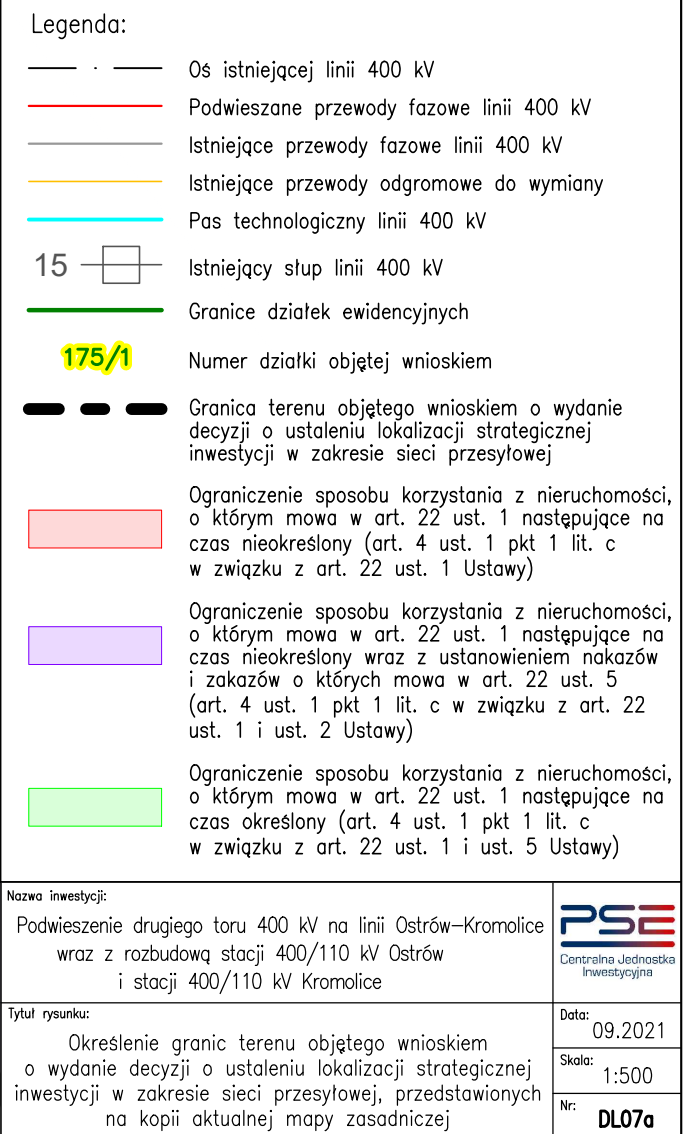 Legenda:
Oś istniejącej linii 400 kV
Podwieszane przewody fazowe linii 400 kV
Istniejące przewody fazowe linii 400 kV
Istniejące przewody odgromowe do wymiany
Pas technologiczny linii 400 kV
15
Istniejący słup linii 400 kV
Granice działek ewidencyjnych
175/1
Numer działki objętej wnioskiem
Granica terenu objętego wnioskiem o wydanie
decyzji o ustaleniu lokalizacji strategicznej
inwestycji w zakresie sieci przesyłowej
Ograniczenie sposobu korzystania z nieruchomości,
o którym mowa w art. 22 ust. 1 następujące na
czas nieokreślony (art. 4 ust. 1 pkt 1 lit. c
w związku z art. 22 ust. 1 Ustawy)
Ograniczenie sposobu korzystania z nieruchomości,
o którym mowa w art. 22 ust. 1 następujące na
czas nieokreślony wraz z ustanowieniem nakazów
i zakazów o których mowa w art. 22 ust. 5
(art. 4 ust. 1 pkt 1 lit. c w związku z art. 22
ust. 1 i ust. 2 Ustawy)
Ograniczenie sposobu korzystania z nieruchomości,
o którym mowa w art. 22 ust. 1 następujące na
czas określony (art. 4 ust. 1 pkt 1 lit. c
w związku z art. 22 ust. 1 i ust. 5 Ustawy)
Nazwa inwestycji:
Podwieszenie drugiego toru 400 kV na linii Ostrów–Kromolice
wraz z rozbudową stacji 400/110 kV Ostrów
i stacji 400/110 kV Kromolice
PSE
Centralna Jednostka
Inwestycyjna
Tytuł rysunku:
Określenie granic terenu objętego wnioskiem
o wydanie decyzji o ustaleniu lokalizacji strategicznej
inwestycji w zakresie sieci przesyłowej, przedstawionych
na kopii aktualnej mapy zasadniczej
Data:
09.2021
Skala:
1:500
Nr:
DL07a